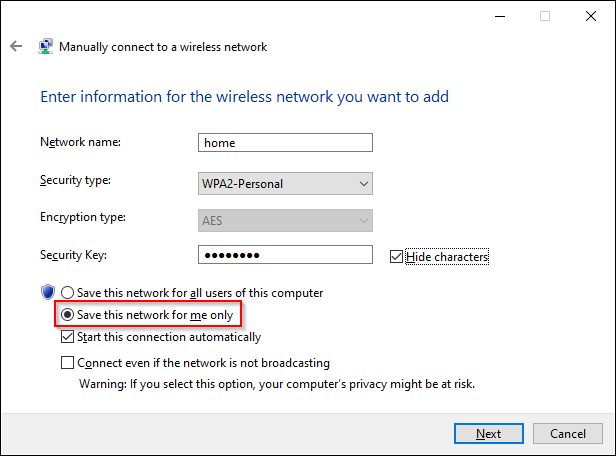 Manually connect to a wireless network
Enter information for the wireless network you want to add
Network name:
home
Security type:
WPA2-Personal
Encryption type:
AES
Security Key:
●●●●●●●●
Hide characters
Save this network for all users of this computer
Save this network for me only
Start this connection automatically
Connect even if the network is not broadcasting
Warning: If you select this option, your computer's privacy might be at risk.
Next
Cancel